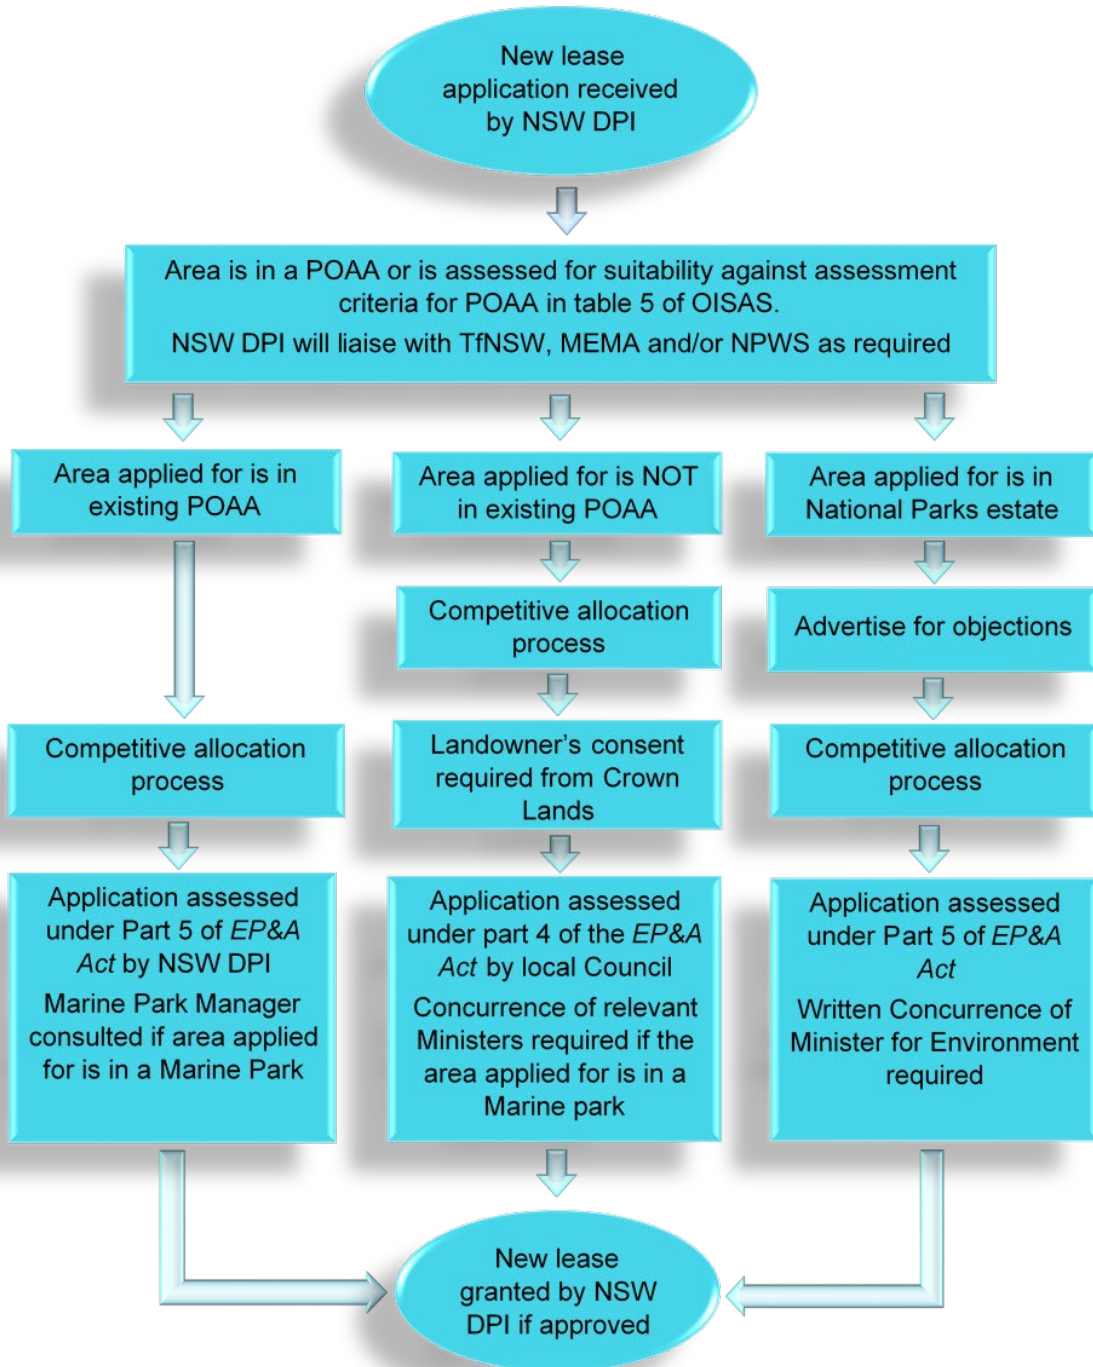 New lease
application received
by NSW DPI
Area is in a POAA or is assessed for suitability against assessment
criteria for POAA in table 5 of OISAS.
NSW DPI will liaise with TfNSW, MEMA and/or NPWS as required
Area applied for is in
existing POAA
Area applied for is NOT
in existing POAA
Area applied for is in
National Parks estate
Competitive allocation
process
Advertise for objections
Competitive allocation
process
Landowner’s consent
required from Crown
Lands
Competitive allocation
process
Application assessed
under Part 5 of EP&A
Act by NSW DPI
Marine Park Manager
consulted if area applied
for is in a Marine Park
Application assessed
under part 4 of the EP&A
Act by local Council
Concurrence of relevant
Ministers required if the
area applied for is in a
Marine park
Application assessed
under Part 5 of EP&A
Act
Written Concurrence of
Minister for Environment
required
New lease
granted by NSW
DPI if approved